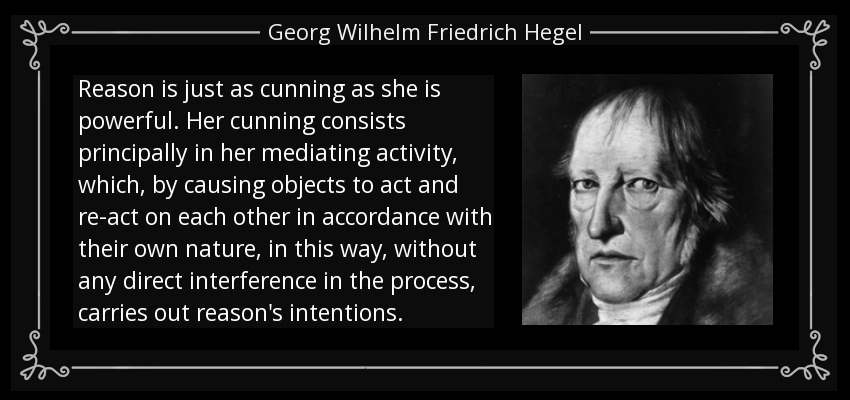 Georg Wilhelm Friedrich Hegel
Reason is just as cunning as she is
powerful. Her cunning consists
principally in her mediating activity,
which, by causing objects to act and
re-act on each other in accordance with
their own nature, in this way, without
any direct interference in the process,
carries out reason's intentions.